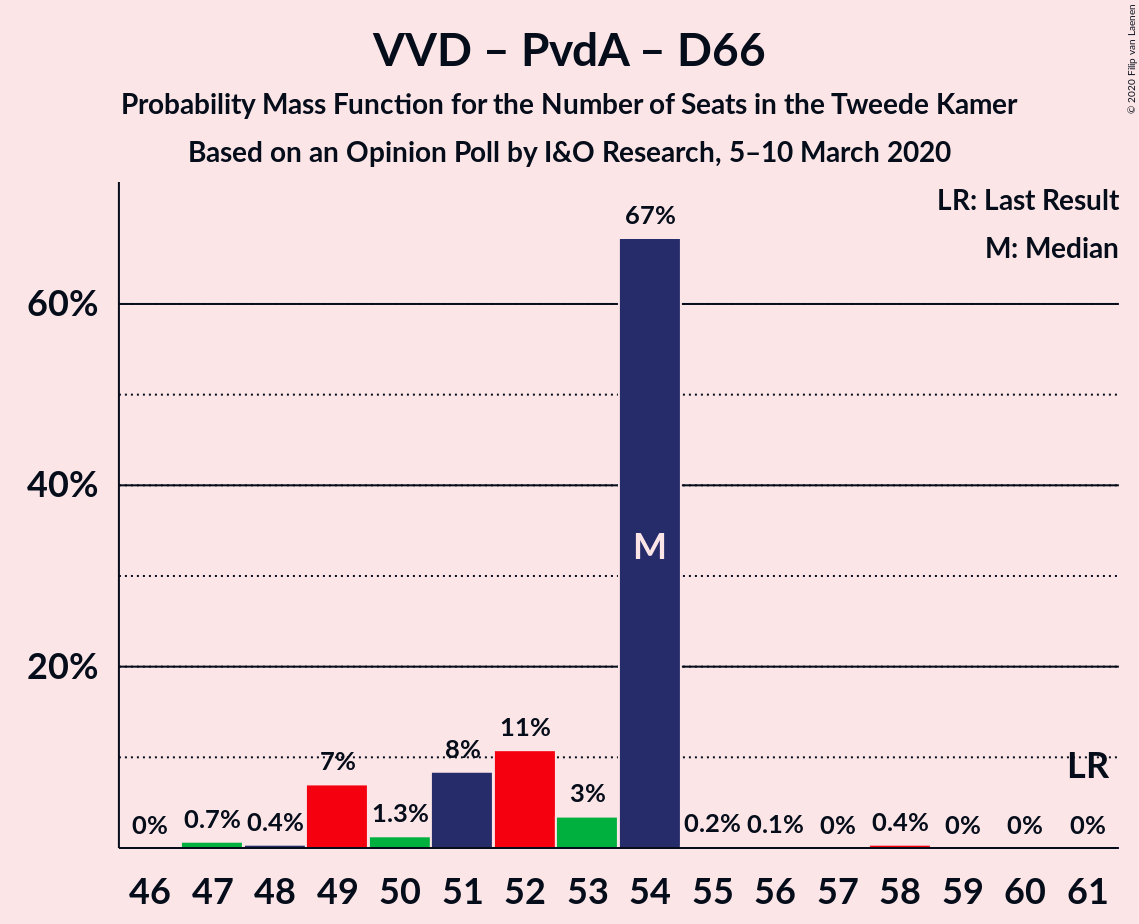 VVD – PvdA – D66
Probability Mass Function for the Number of Seats in the Tweede Kamer
Based on an Opinion Poll by I&O Research, 5–10 March 2020
© 2020 Filip van Laenen
LR: Last Result
M: Median
60%
40%
20%
0%
0.7%
0.4%
7%
1.3%
8%
11%
3%
67%
0.2%
0.1%
0%
0.4%
0%
0%
0%
M
LR
46 47 48 49 50 51 52 53 54 55 56 57 58 59 60 61